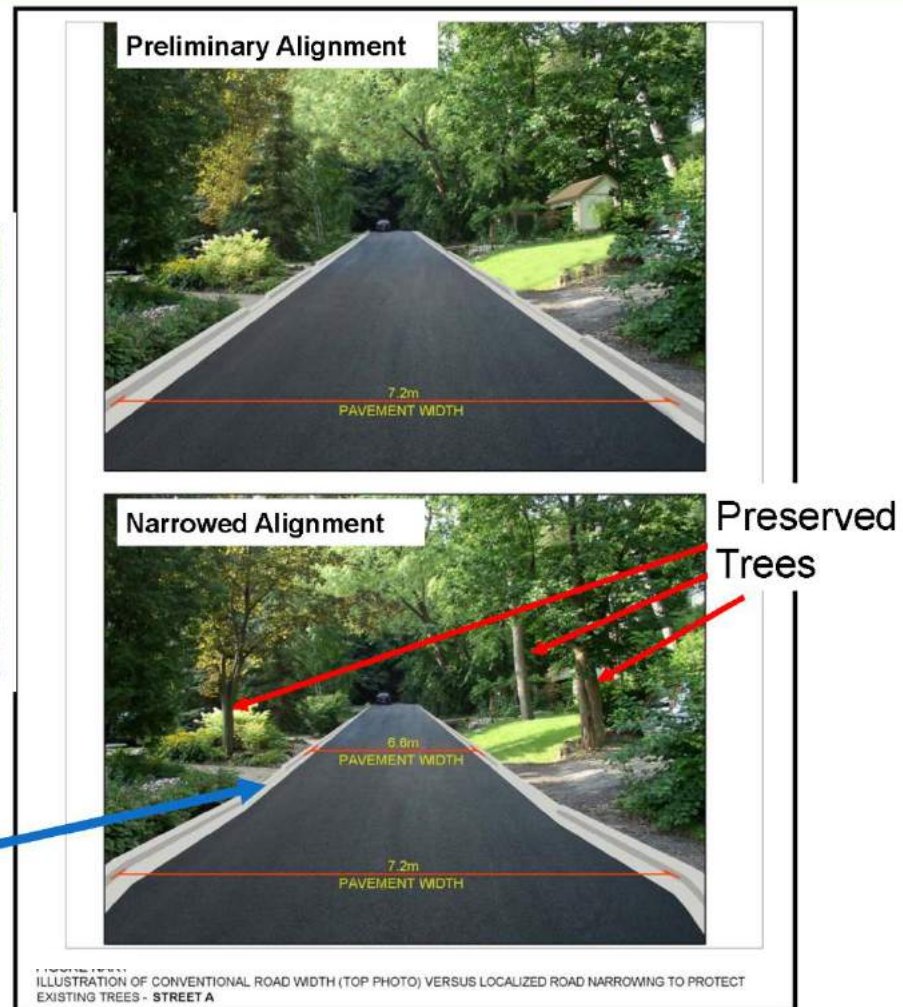 Preliminary Alignment
7.2m
PAVEMENT WIDTH
Narrowed Alignment
Preserved
Trees
6.6m
PAVEMENT WIDTH
7.2m
PAVEMENT WIDTH
ILLUSTRATION OF CONVENTIONAL ROAD WIDTH (TOP PHOTO) VERSUS LOCALIZED ROAD NARROWING TO PROTECT
EXISTING TREES - STREET A